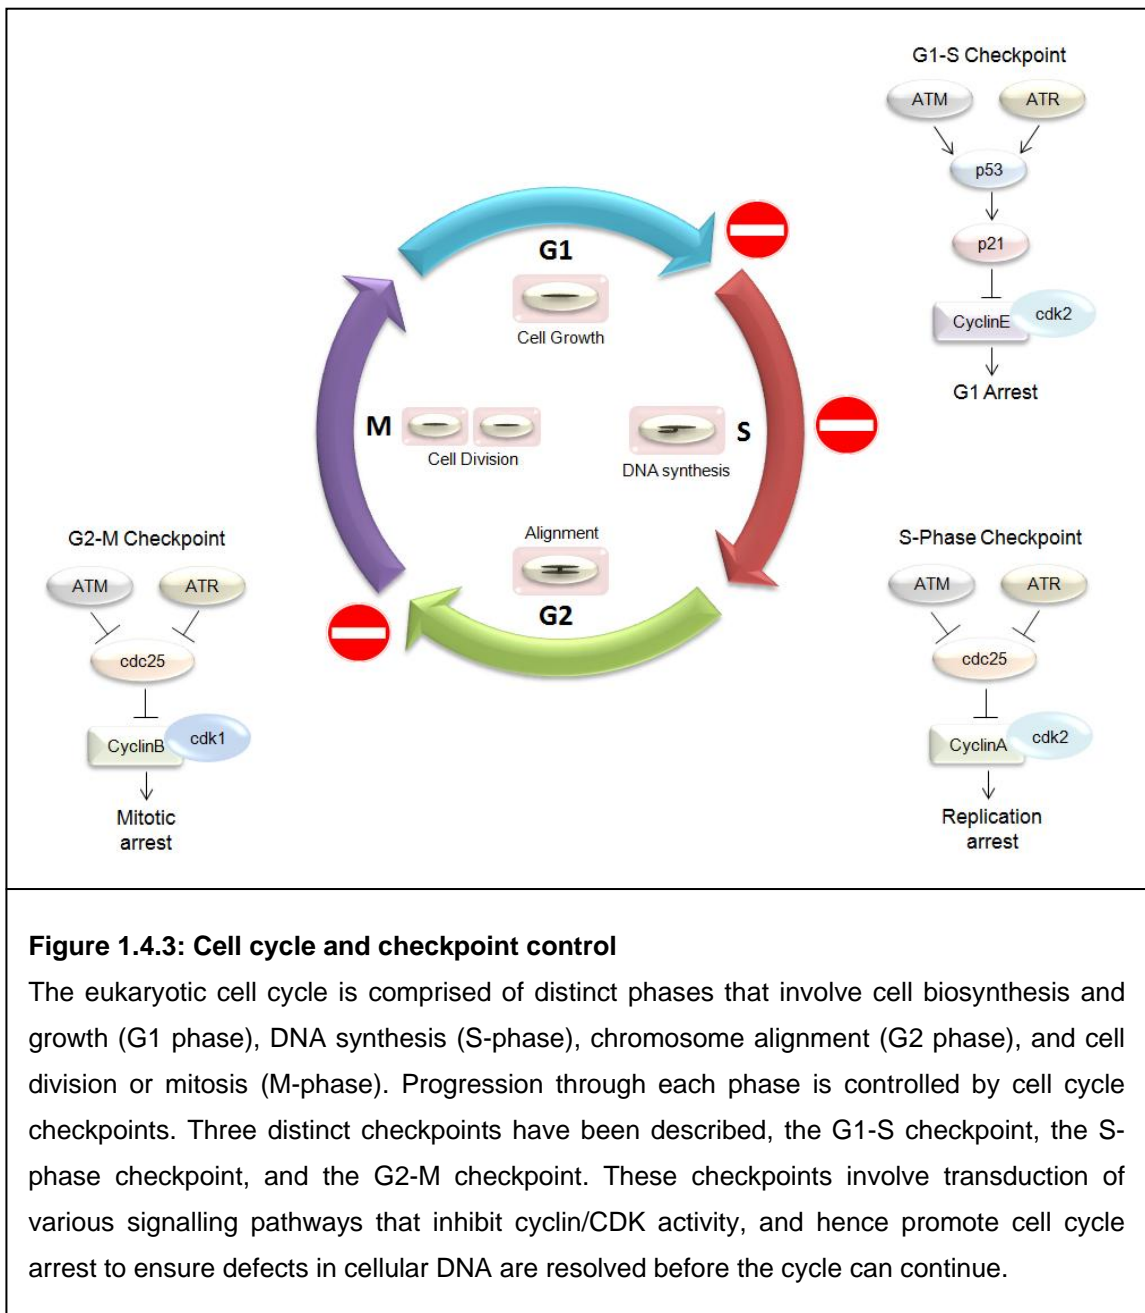 G1-S Checkpoint
ATM
ATR
p53
p21
CyclinE
cdk2
G1 Arrest
G1
Cell Growth
M
Cell Division
S
DNA synthesis
Alignment
G2
G2-M Checkpoint
ATM
ATR
cdc25
CyclinB
cdk1
Mitotic
arrest
S-Phase Checkpoint
ATM
ATR
cdc25
CyclinA
cdk2
Replication
arrest
Figure 1.4.3: Cell cycle and checkpoint control
The eukaryotic cell cycle is comprised of distinct phases that involve cell biosynthesis and
growth (G1 phase), DNA synthesis (S-phase), chromosome alignment (G2 phase), and cell
division or mitosis (M-phase). Progression through each phase is controlled by cell cycle
checkpoints. Three distinct checkpoints have been described, the G1-S checkpoint, the S-
phase checkpoint, and the G2-M checkpoint. These checkpoints involve transduction of
various signalling pathways that inhibit cyclin/CDK activity, and hence promote cell cycle
arrest to ensure defects in cellular DNA are resolved before the cycle can continue.